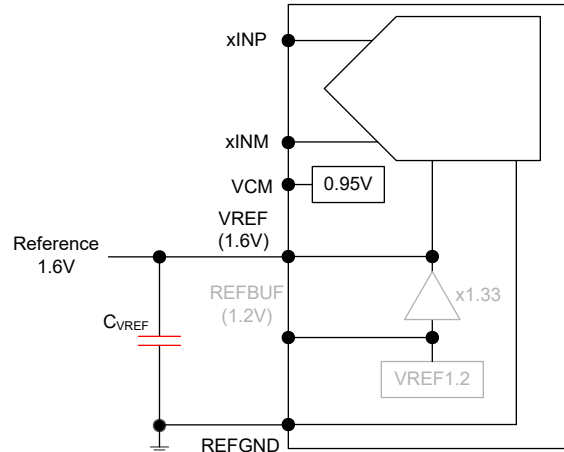 xINP
xINM
VCM
0.95V
VREF
(1.6V)
Reference
1.6V
REFBUF
(1.2V)
x1.33
CVREF
VREF1.2
REFGND